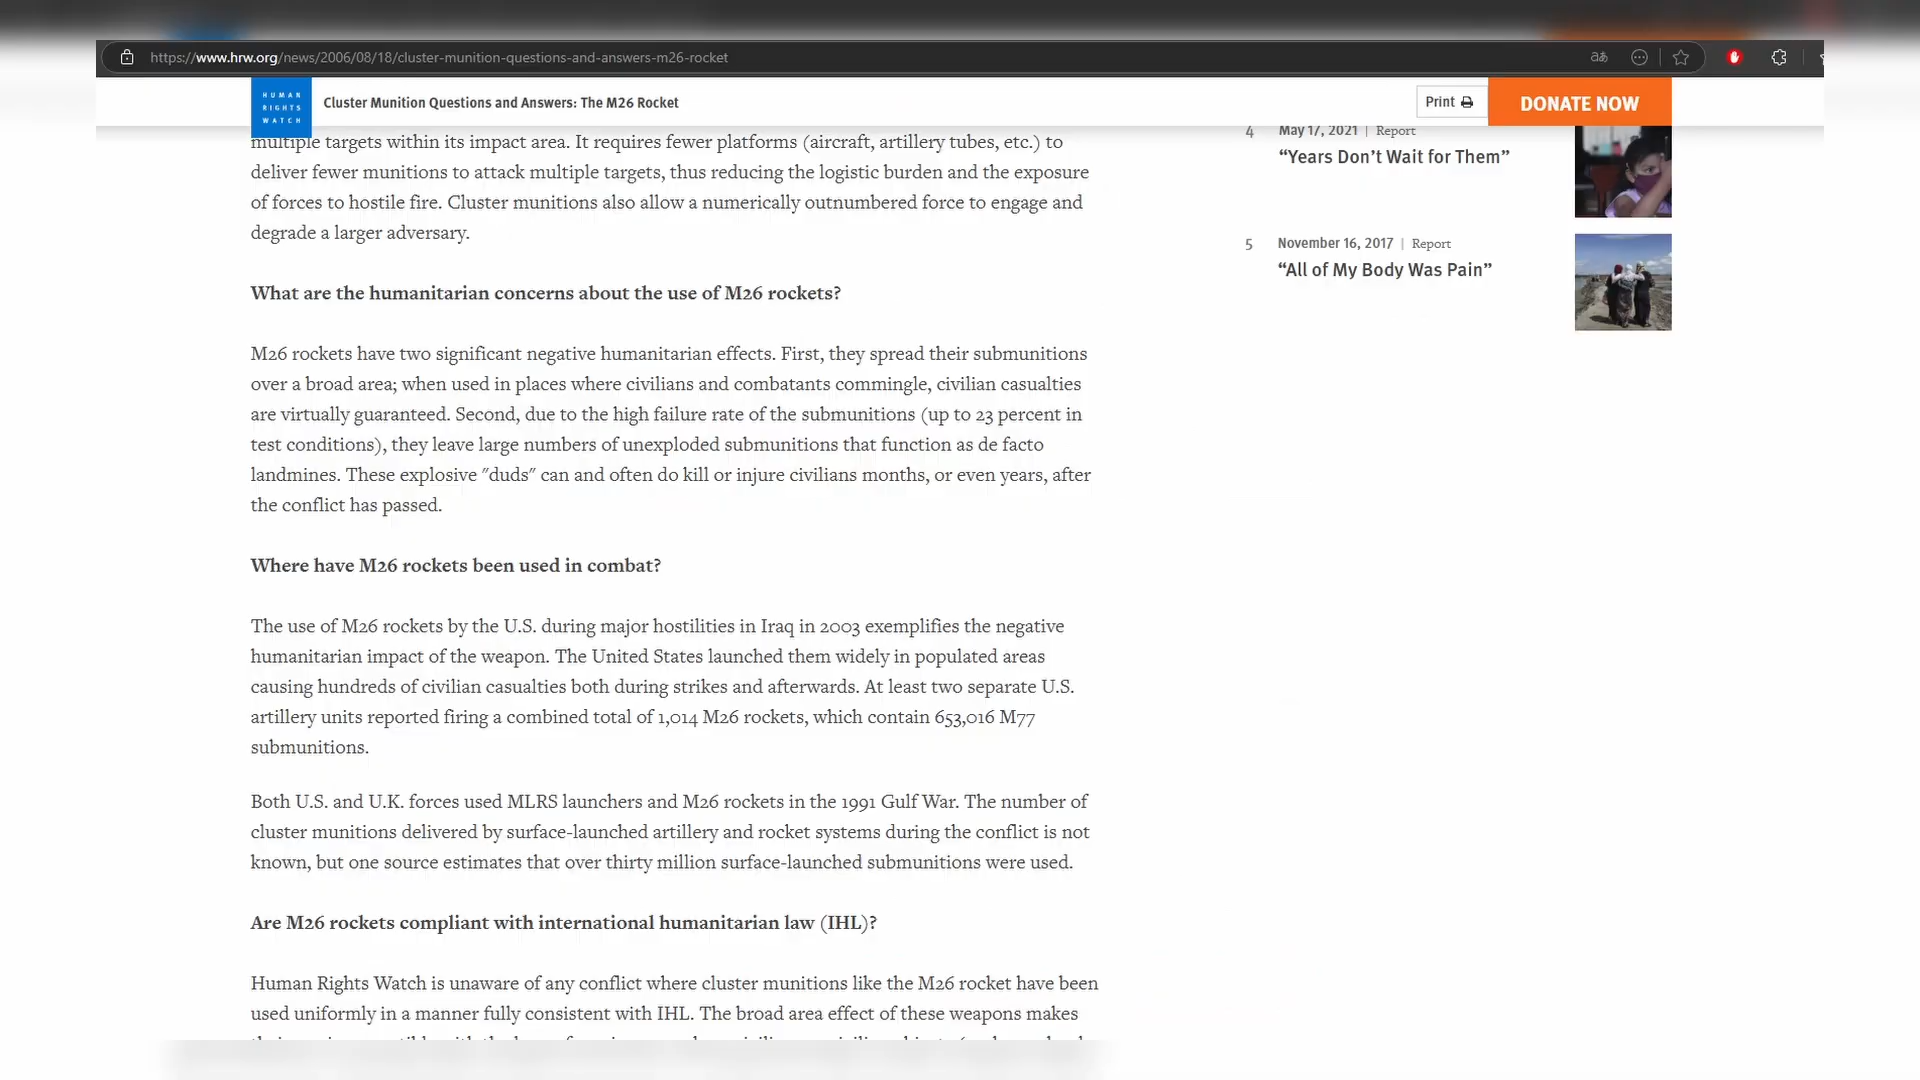 https://www.hrw.org/news/2006/08/18/cluster-munition-questions-and-answers-m26-rocket
HUMAN
RIGHTS
WATCH
Cluster Munition Questions and Answers: The M26 Rocket
Print
DONATE NOW
multiple targets within its impact area. It requires fewer platforms (aircraft, artillery tubes, etc.) to
deliver fewer munitions to attack multiple targets, thus reducing the logistic burden and the exposure
of forces to hostile fire. Cluster munitions also allow a numerically outnumbered force to engage and
degrade a larger adversary.
What are the humanitarian concerns about the use of M26 rockets?
M26 rockets have two significant negative humanitarian effects. First, they spread their submunitions
over a broad area; when used in places where civilians and combatants commingle, civilian casualties
are virtually guaranteed. Second, due to the high failure rate of the submunitions (up to 23 percent in
test conditions), they leave large numbers of unexploded submunitions that function as de facto
landmines. These explosive "duds" can and often do kill or injure civilians months, or even years, after
the conflict has passed.
Where have M26 rockets been used in combat?
The use of M26 rockets by the U.S. during major hostilities in Iraq in 2003 exemplifies the negative
humanitarian impact of the weapon. The United States launched them widely in populated areas
causing hundreds of civilian casualties both during strikes and afterwards. At least two separate U.S.
artillery units reported firing a combined total of 1,014 M26 rockets, which contain 653,016 M77
submunitions.
Both U.S. and U.K. forces used MLRS launchers and M26 rockets in the 1991 Gulf War. The number of
cluster munitions delivered by surface-launched artillery and rocket systems during the conflict is not
known, but one source estimates that over thirty million surface-launched submunitions were used.
Are M26 rockets compliant with international humanitarian law (IHL)?
Human Rights Watch is unaware of any conflict where cluster munitions like the M26 rocket have been
used uniformly in a manner fully consistent with IHL. The broad area effect of these weapons makes
4 May 17, 2021 | Report
“Years Don’t Wait for Them”
5 November 16, 2017 | Report
“All of My Body Was Pain”